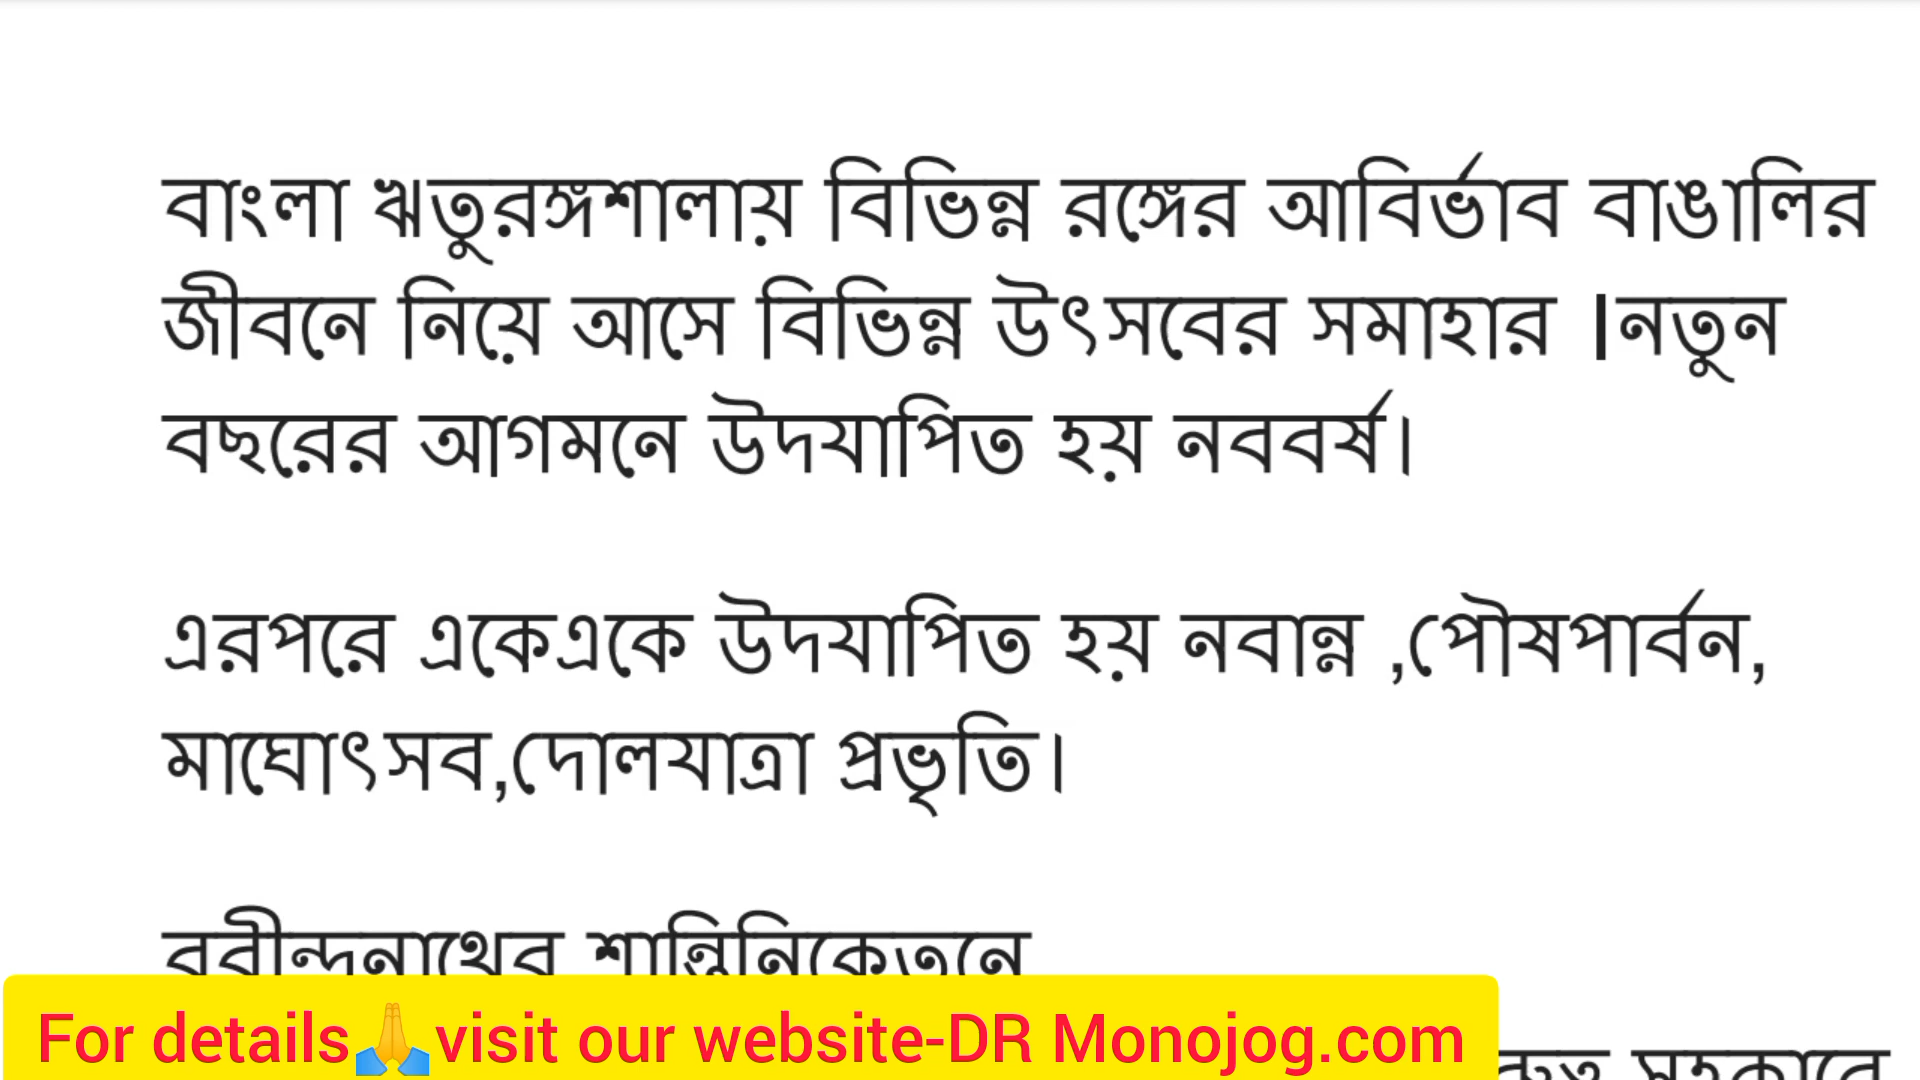 বাংলা ঋতুরঙ্গশালায় বিভিন্ন রঙ্গের আবির্ভাব বাঙালির
জীবনে নিয়ে আসে বিভিন্ন উৎসবের সমাহার ।নতুন
বছরের আগমনে উদযাপিত হয় নববর্ষ।
এরপরে একেএকে উদযাপিত হয় নবান্ন ,পৌষপার্বন,
মাঘোৎসব,দোলযাত্রা প্রভৃতি।
রবীন্দ্রনাথের শান্তিনিকেতনে
For details🙏visit our website-DR Monojog.com
সহকারে